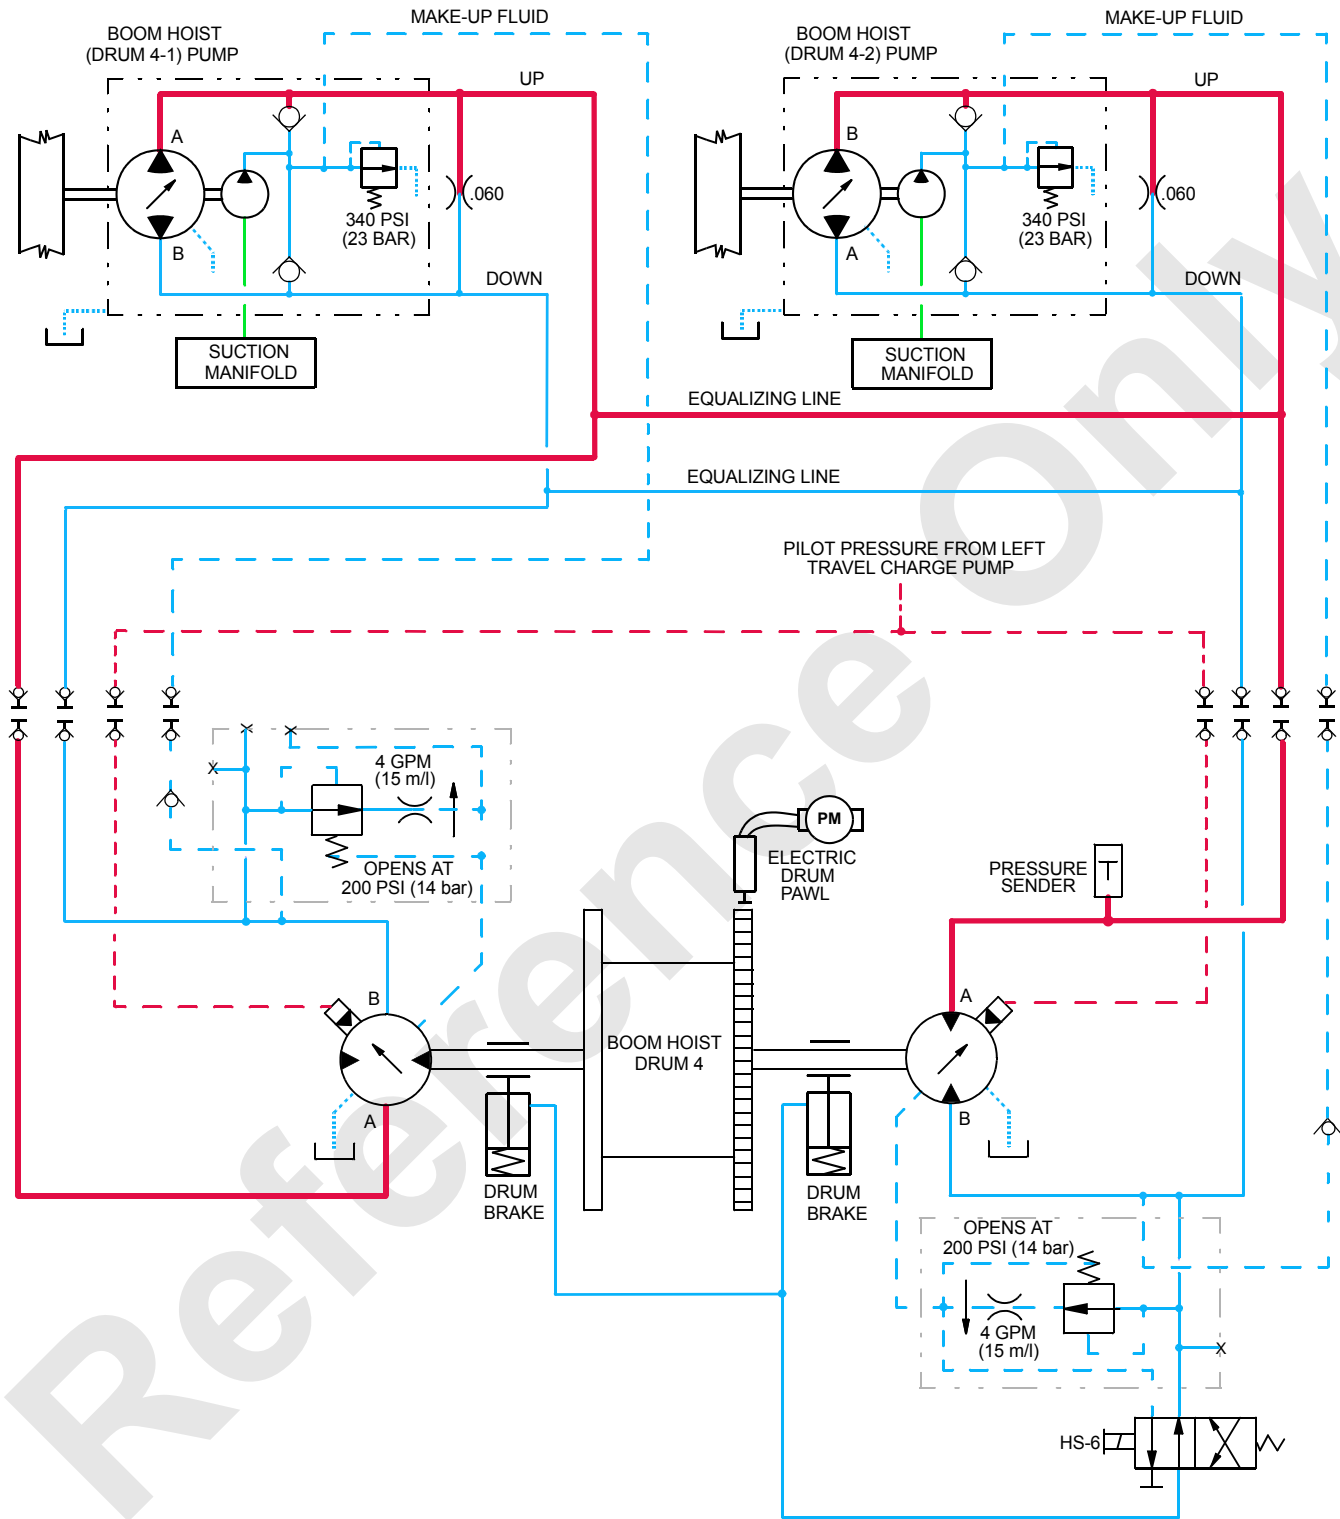 MAKE-UP FLUID
MAKE-UP FLUID
BOOM HOIST
(DRUM 4-1) PUMP
BOOM HOIST
(DRUM 4-2) PUMP
UP
UP
A
B
.060
.060
340 PSI
(23 BAR)
340 PSI
(23 BAR)
B
A
DOWN
DOWN
SUCTION
MANIFOLD
SUCTION
MANIFOLD
EQUALIZING LINE
EQUALIZING LINE
PILOT PRESSURE FROM LEFT
TRAVEL CHARGE PUMP
X
X
X
4 GPM
(15 m/l)
OPENS AT
200 PSI (14 bar)
PM
ELECTRIC
DRUM
PAWL
PRESSURE
SENDER
T
B
A
BOOM HOIST
DRUM 4
A
B
DRUM
BRAKE
DRUM
BRAKE
OPENS AT
200 PSI (14 bar)
4 GPM
(15 m/l)
X
HS-6
Reference Only